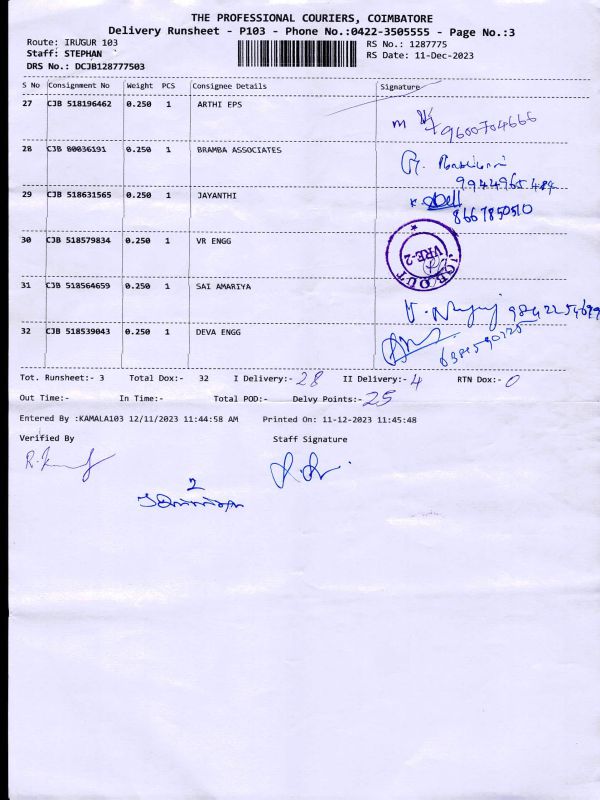 THE PROFESSIONAL COURIERS, COIMBATORE
Delivery Runsheet - P103 - Phone No.:0422-3505555 - Page No.:3
Route: IRUGUR 103
RS No.: 1287775
Staff: STEPHAN
RS Date: 11-Dec-2023
DRS No.: DCJB128777503
S No Consignment No Weight PCS Consignee Details Signature
27 CJB 518196462 0.250 1 ARTHI EPS
9600704666
28 CJB 80036191 0.250 1 BRAMBA ASSOCIATES
9944965484
29 CJB 518631565 0.250 1 JAYANTHI
8667850510
30 CJB 518579834 0.250 1 VR ENGG
VRE-2
31 CJB 518564659 0.250 1 SAI AMARIYA
32 CJB 518539043 0.250 1 DEVA ENGG
Tot. Runsheet:- 3 Total Dox:- 32 I Delivery:- 28 II Delivery:- 4 RTN Dox:- 0
Out Time:- In Time:- Total POD:- Delvy Points:- 25
Entered By :KAMALA103 12/11/2023 11:44:58 AM Printed On: 11-12-2023 11:45:48
Verified By Staff Signature
2